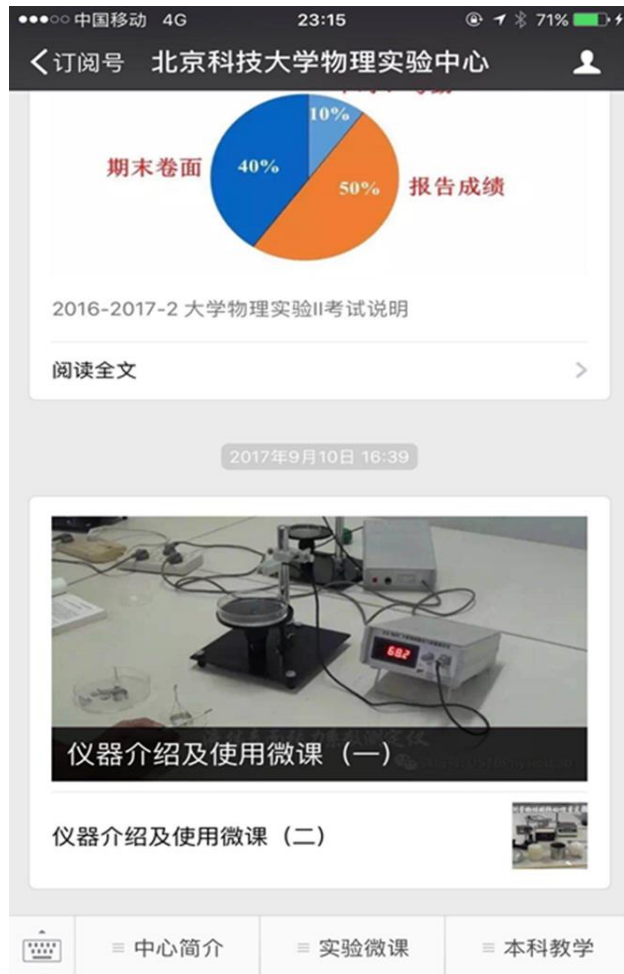 中国移动 4G 23:15 71%
订阅号 北京科技大学物理实验中心
10%
期末卷面 40%
50% 报告成绩
2016-2017-2 大学物理实验II考试说明
阅读全文
2017年9月10日 16:39
68.2
仪器介绍及使用微课（一）
仪器介绍及使用微课（二）
中心简介 实验微课 本科教学